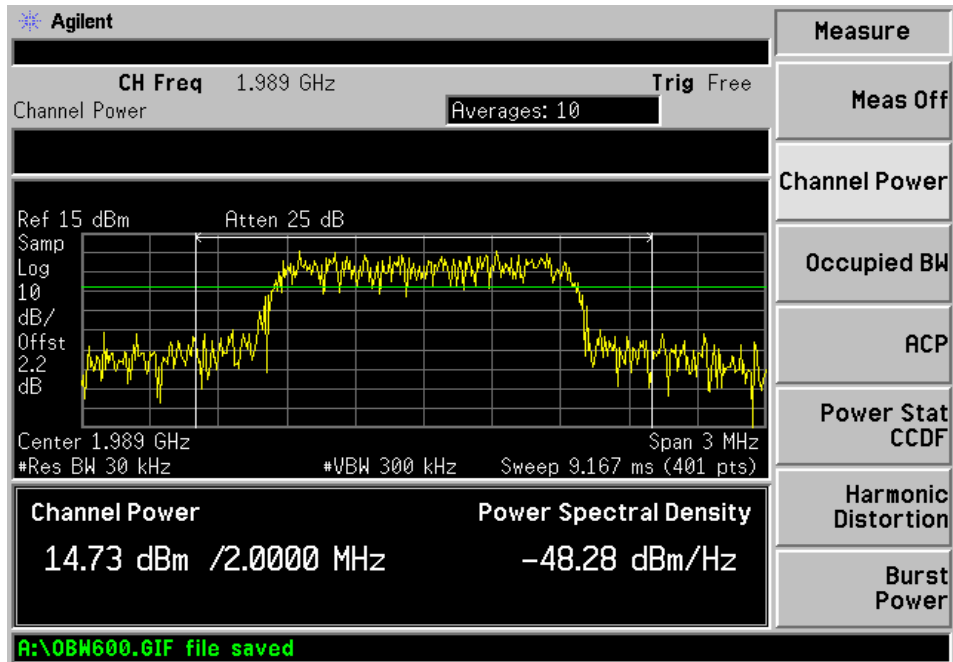 Agilent
Measure
CH Freq 1.989 GHz Trig Free
Channel Power Averages: 10
Meas Off
Channel Power
Occupied BW
ACP
Power Stat
CCDF
Harmonic
Distortion
Burst
Power
Ref 15 dBm Atten 25 dB
Samp
Log
10
dB/
Offst
2.2
dB
Center 1.989 GHz Span 3 MHz
#Res BW 30 kHz #VBW 300 kHz Sweep 9.167 ms (401 pts)
Channel Power Power Spectral Density
14.73 dBm /2.0000 MHz -48.28 dBm/Hz
A:\OBW600.GIF file saved